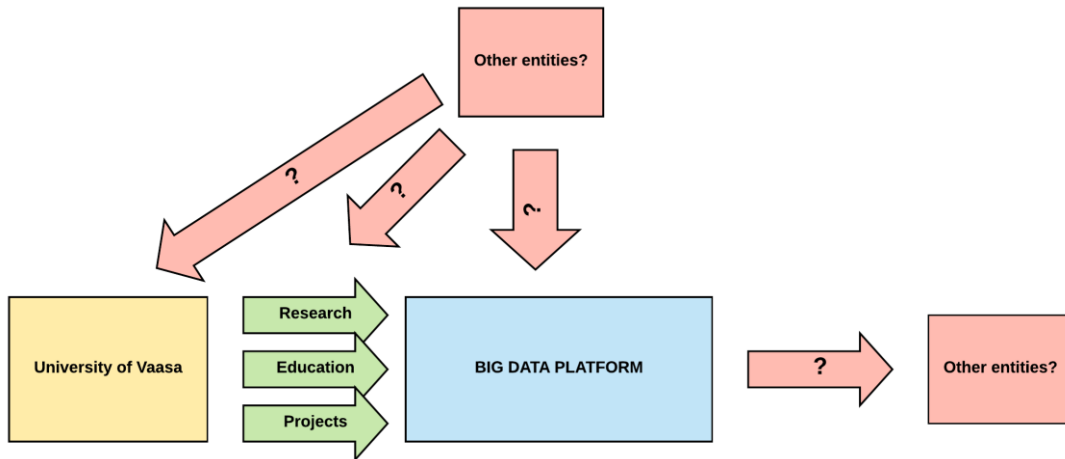 Other entities?
?
?
?
Research
University of Vaasa
Education
BIG DATA PLATFORM
?
Other entities?
Projects